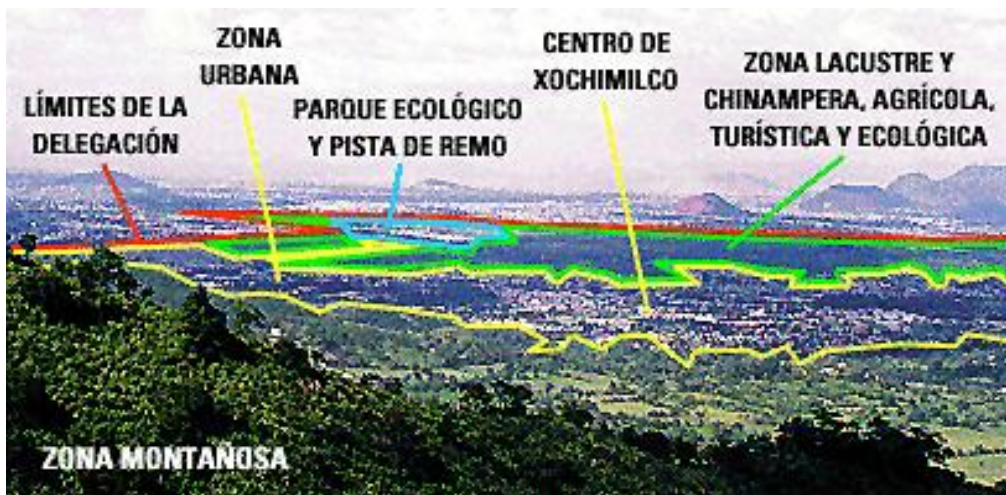 ZONA
URBANA
CENTRO DE
XOCHIMILCO
ZONA LACUSTRE Y
CHINAMPERA, AGRÍCOLA,
TURÍSTICA Y ECOLÓGICA
LÍMITES DE LA
DELEGACIÓN
PARQUE ECOLÓGICO
Y PISTA DE REMO
ZONA MONTAÑOSA